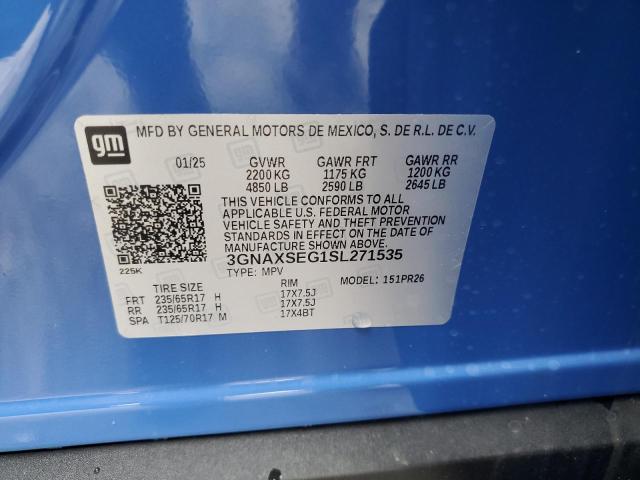 gm
MFD BY GENERAL MOTORS DE MEXICO, S. DE R.L. DE C.V.
01/25 GVWR GAWR FRT GAWR RR
2200 KG 1175 KG 1200 KG
4850 LB 2590 LB 2645 LB
THIS VEHICLE CONFORMS TO ALL
APPLICABLE U.S. FEDERAL MOTOR
VEHICLE SAFETY AND THEFT PREVENTION
STANDARDS IN EFFECT ON THE DATE OF
MANUFACTURE SHOWN ABOVE.
225K 3GNAXSEG1SL271535
TYPE: MPV MODEL: 151PR26
TIRE SIZE RIM
FRT 235/65R17 H 17X7.5J
RR 235/65R17 H 17X7.5J
SPA T125/70R17 M 17X4BT